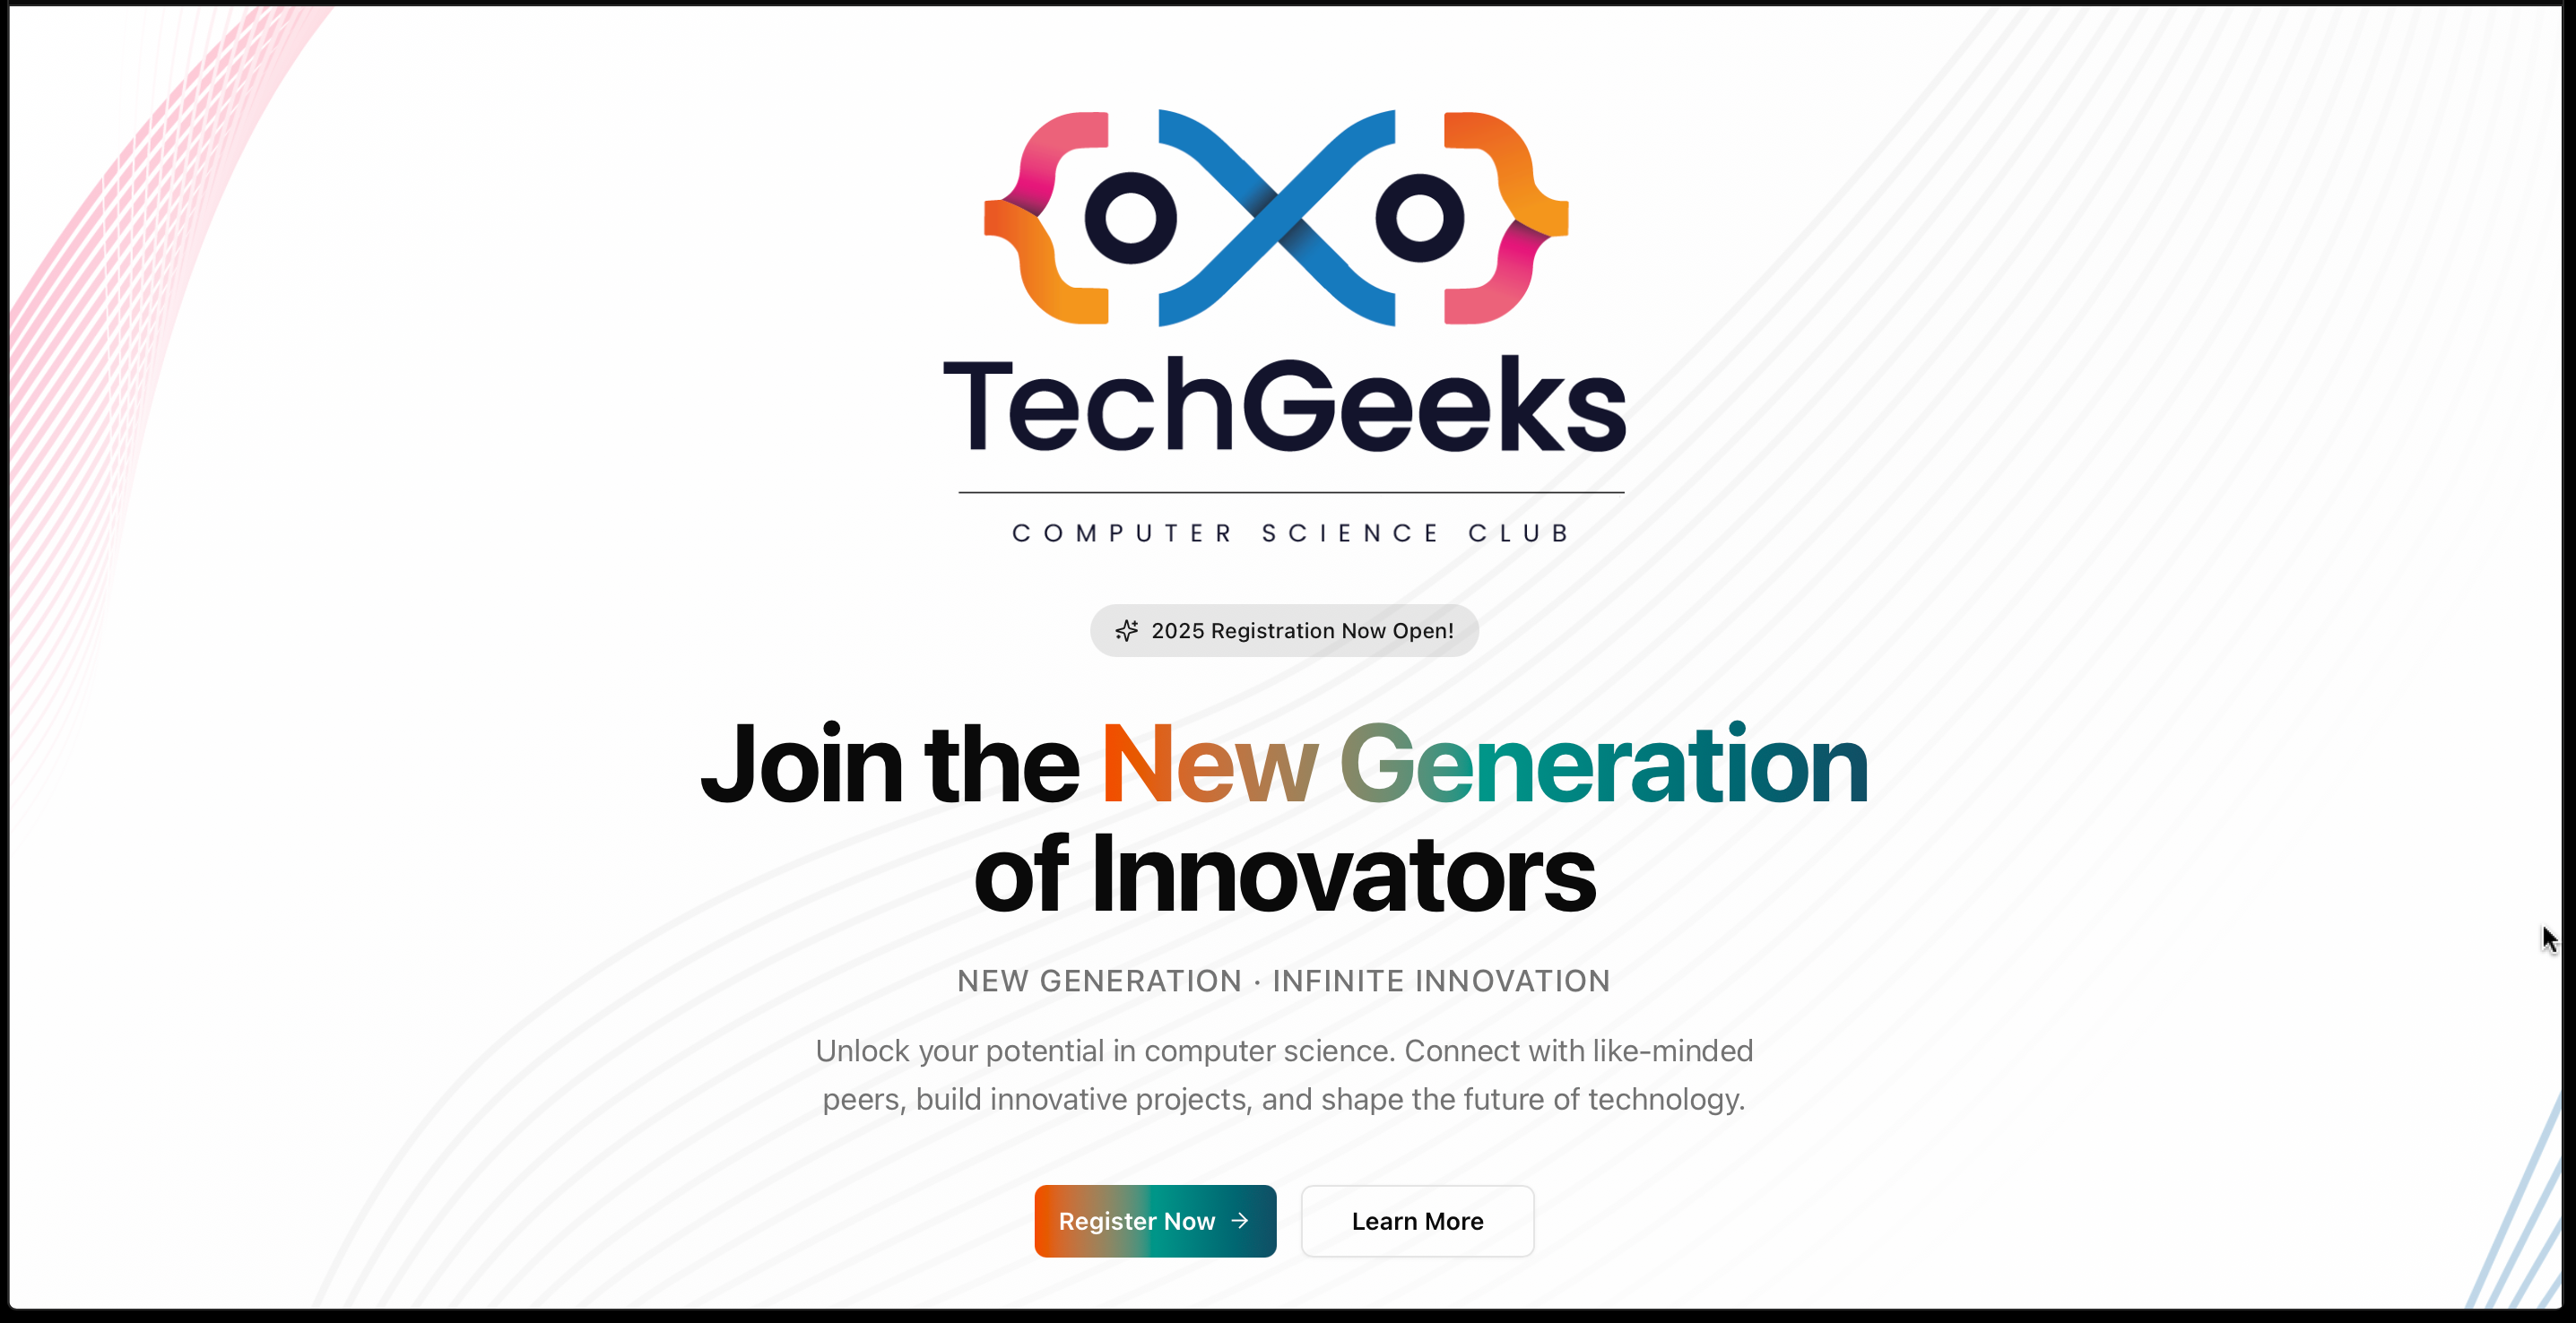 TechGeeks
COMPUTER SCIENCE CLUB
2025 Registration Now Open!
Join the New Generation
of Innovators
NEW GENERATION · INFINITE INNOVATION
Unlock your potential in computer science. Connect with like-minded
peers, build innovative projects, and shape the future of technology.
Register Now →
Learn More